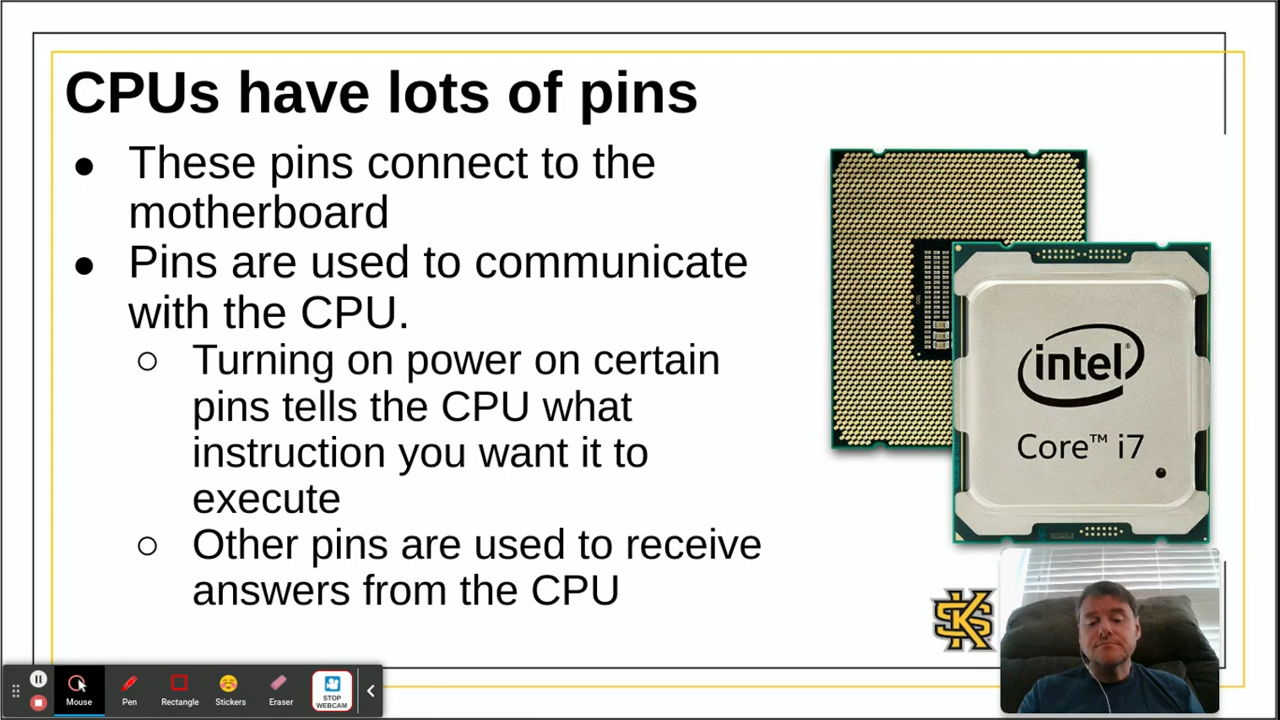 CPUs have lots of pins
● These pins connect to the
motherboard
● Pins are used to communicate
with the CPU.
○ Turning on power on certain
pins tells the CPU what
instruction you want it to
execute
○ Other pins are used to receive
answers from the CPU
intel®
Core™ i7
KS
Mouse
Pen
Rectangle
Stickers
Eraser
STOP
WEBCAM